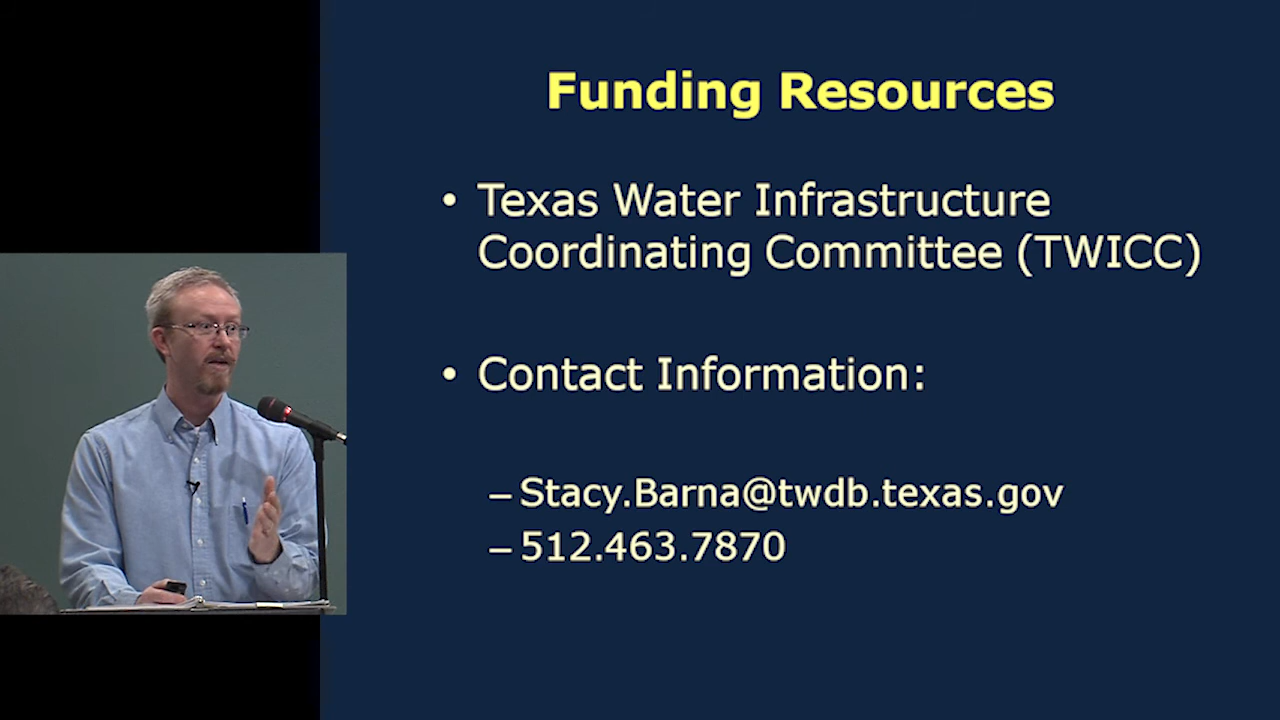 Funding Resources
• Texas Water Infrastructure
Coordinating Committee (TWICC)
• Contact Information:
– Stacy.Barna@twdb.texas.gov
– 512.463.7870